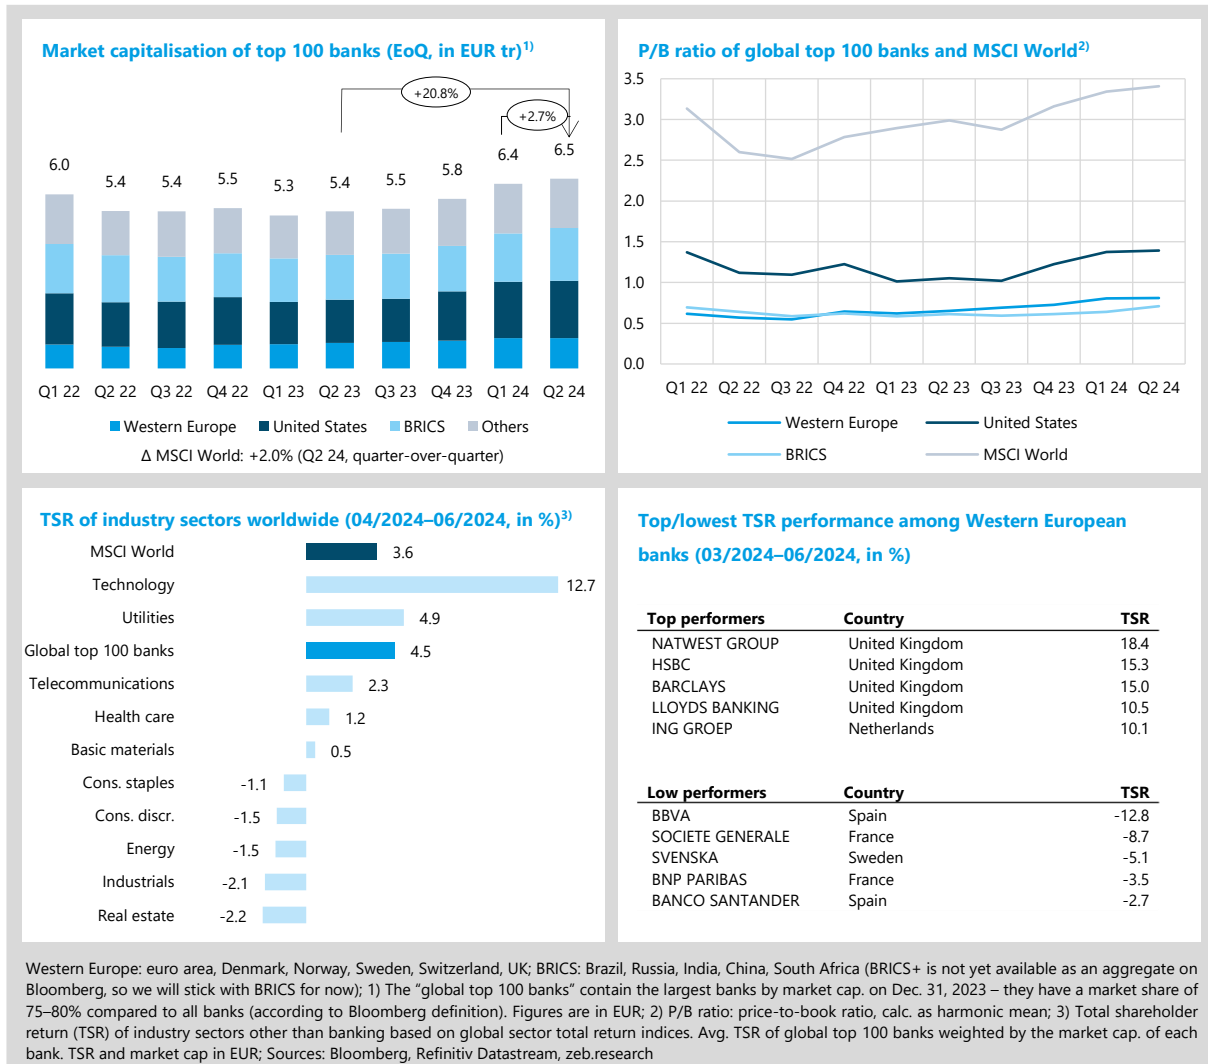 Market capitalisation of top 100 banks (EoQ, in EUR tr)1)
+20.8%
+2.7%
6.0
5.4
5.4
5.5
5.3
5.4
5.5
5.8
6.4
6.5
Q1 22 Q2 22 Q3 22 Q4 22 Q1 23 Q2 23 Q3 23 Q4 23 Q1 24 Q2 24
Western Europe United States BRICS Others
Δ MSCI World: +2.0% (Q2 24, quarter-over-quarter)
P/B ratio of global top 100 banks and MSCI World2)
3.5
3.0
2.5
2.0
1.5
1.0
0.5
0.0
Q1 22 Q2 22 Q3 22 Q4 22 Q1 23 Q2 23 Q3 23 Q4 23 Q1 24 Q2 24
Western Europe United States
BRICS MSCI World
TSR of industry sectors worldwide (04/2024–06/2024, in %)3)
MSCI World 3.6
Technology 12.7
Utilities 4.9
Global top 100 banks 4.5
Telecommunications 2.3
Health care 1.2
Basic materials 0.5
Cons. staples -1.1
Cons. discr. -1.5
Energy -1.5
Industrials -2.1
Real estate -2.2
Top/lowest TSR performance among Western European
banks (03/2024–06/2024, in %)
Top performers Country TSR
NATWEST GROUP United Kingdom 18.4
HSBC United Kingdom 15.3
BARCLAYS United Kingdom 15.0
LLOYDS BANKING United Kingdom 10.5
ING GROEP Netherlands 10.1
Low performers Country TSR
BBVA Spain -12.8
SOCIETE GENERALE France -8.7
SVENSKA Sweden -5.1
BNP PARIBAS France -3.5
BANCO SANTANDER Spain -2.7
Western Europe: euro area, Denmark, Norway, Sweden, Switzerland, UK; BRICS: Brazil, Russia, India, China, South Africa (BRICS+ is not yet available as an aggregate on
Bloomberg, so we will stick with BRICS for now); 1) The “global top 100 banks“ contain the largest banks by market cap. on Dec. 31, 2023 – they have a market share of
75–80% compared to all banks (according to Bloomberg definition). Figures are in EUR; 2) P/B ratio: price-to-book ratio, calc. as harmonic mean; 3) Total shareholder
return (TSR) of industry sectors other than banking based on global sector total return indices. Avg. TSR of global top 100 banks weighted by the market cap. of each
bank. TSR and market cap in EUR; Sources: Bloomberg, Refinitiv Datastream, zeb.research